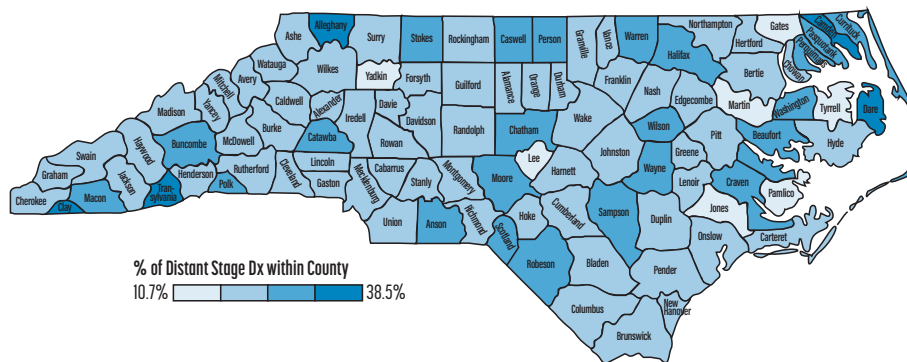 Alleghany
Ashe
Surry
Stokes
Rockingham
Caswell
Person
Granville
Vance
Warren
Northampton
Gates
Camden
Currituck
Pasquotank
Perquimans
Chowan
Hertford
Halifax
Bertie
Watauga
Wilkes
Yadkin
Forsyth
Guilford
Alamance
Orange
Durham
Franklin
Nash
Edgecombe
Martin
Washington
Tyrrell
Dare
Mitchell
Avery
Yancey
Madison
Caldwell
Alexander
Iredell
Davie
Davidson
Randolph
Chatham
Wake
Wilson
Pitt
Beaufort
Hyde
Haywood
Buncombe
McDowell
Burke
Catawba
Rowan
Lee
Johnston
Greene
Swain
Graham
Cherokee
Clay
Macon
Jackson
Tran-
sylvania
Henderson
Polk
Rutherford
Cleveland
Lincoln
Gaston
Mecklenburg
Cabarrus
Stanly
Montgomery
Moore
Harnett
Wayne
Lenoir
Craven
Pamlico
Jones
Carteret
Union
Anson
Richmond
Scotland
Hoke
Cumberland
Sampson
Duplin
Onslow
Robeson
Bladen
Pender
Columbus
New
Hanover
Brunswick
% of Distant Stage Dx within County
10.7%
38.5%